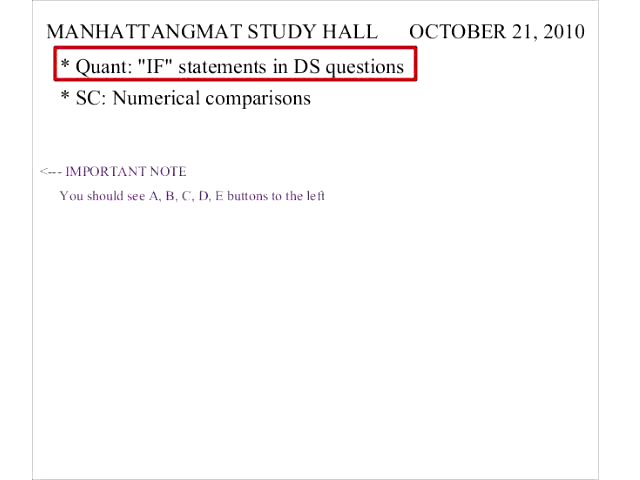 MANHATTANGMAT STUDY HALL OCTOBER 21, 2010
* Quant: "IF" statements in DS questions
* SC: Numerical comparisons
<--- IMPORTANT NOTE
You should see A, B, C, D, E buttons to the left